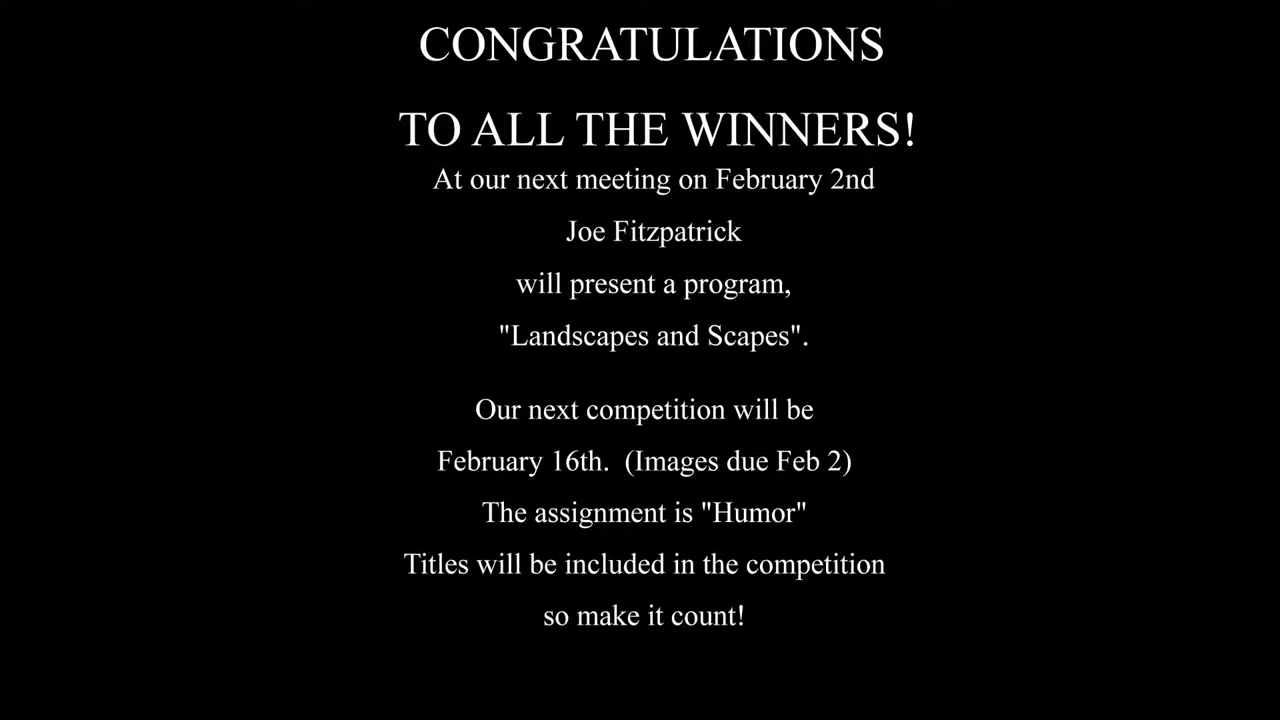 CONGRATULATIONS
TO ALL THE WINNERS!
At our next meeting on February 2nd
Joe Fitzpatrick
will present a program,
"Landscapes and Scapes".
Our next competition will be
February 16th.  (Images due Feb 2)
The assignment is "Humor"
Titles will be included in the competition
so make it count!